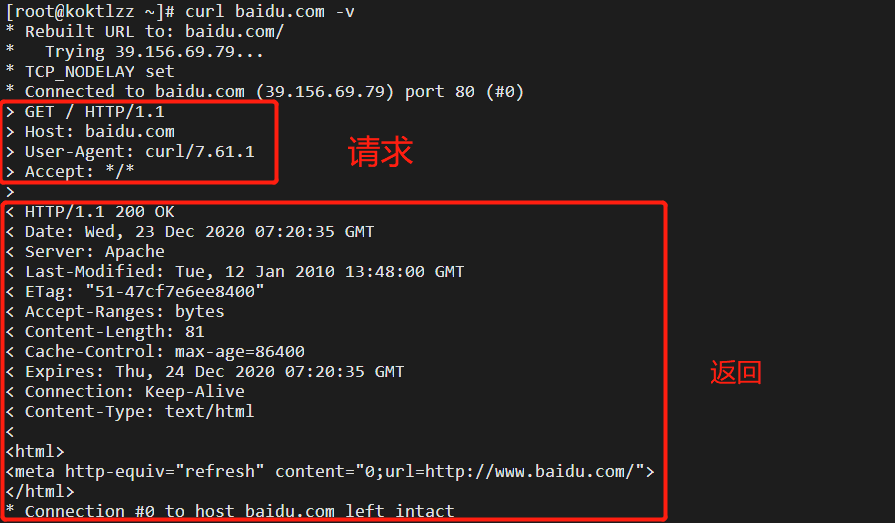 [root@koktlzz ~]# curl baidu.com -v
* Rebuilt URL to: baidu.com/
*   Trying 39.156.69.79...
* TCP_NODELAY set
* Connected to baidu.com (39.156.69.79) port 80 (#0)
> GET / HTTP/1.1
> Host: baidu.com
> User-Agent: curl/7.61.1
请求
> Accept: */*
>
< HTTP/1.1 200 OK
< Date: Wed, 23 Dec 2020 07:20:35 GMT
< Server: Apache
< Last-Modified: Tue, 12 Jan 2010 13:48:00 GMT
< ETag: "51-47cf7e6ee8400"
< Accept-Ranges: bytes
< Content-Length: 81
< Cache-Control: max-age=86400
< Expires: Thu, 24 Dec 2020 07:20:35 GMT
返回
< Connection: Keep-Alive
< Content-Type: text/html
<
<html>
<meta http-equiv="refresh" content="0;url=http://www.baidu.com/">
</html>
* Connection #0 to host baidu.com left intact